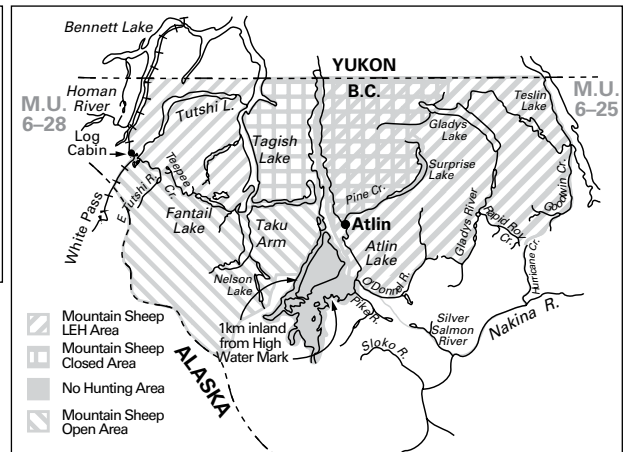 Bennett Lake
YUKON
B.C.
M.U.
6–28
Homan
River
Log
Cabin
Tutshi L.
Tagish
Lake
Gladys
Lake
Teslin
Lake
M.U.
6–25
Surprise
Lake
Pine Cr.
White Pass
E. Tutshi R.
Teepee
Cr.
Fantail
Lake
Taku
Arm
Atlin
Atlin
Lake
Gladys River
Rapid Roy
Cr.
Goodwin Cr.
Hurricane Cr.
Nelson
Lake
O'Donnel R.
Pike R.
1km inland
from High
Water Mark
Silver
Salmon
River
Nakina R.
Sloko R.
ALASKA
Mountain Sheep
LEH Area
Mountain Sheep
Closed Area
No Hunting Area
Mountain Sheep
Open Area